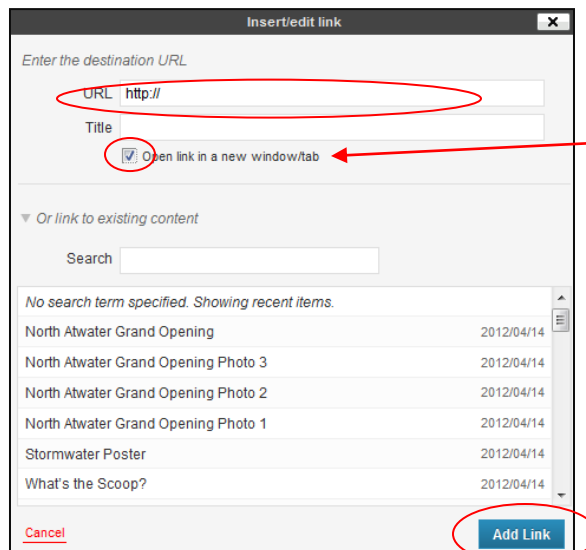 Insert/edit link
Enter the destination URL
URL http://
Title
Open link in a new window/tab
Or link to existing content
Search
No search term specified. Showing recent items.
North Atwater Grand Opening 2012/04/14
North Atwater Grand Opening Photo 3 2012/04/14
North Atwater Grand Opening Photo 2 2012/04/14
North Atwater Grand Opening Photo 1 2012/04/14
Stormwater Poster 2012/04/14
What's the Scoop? 2012/04/14
Cancel Add Link